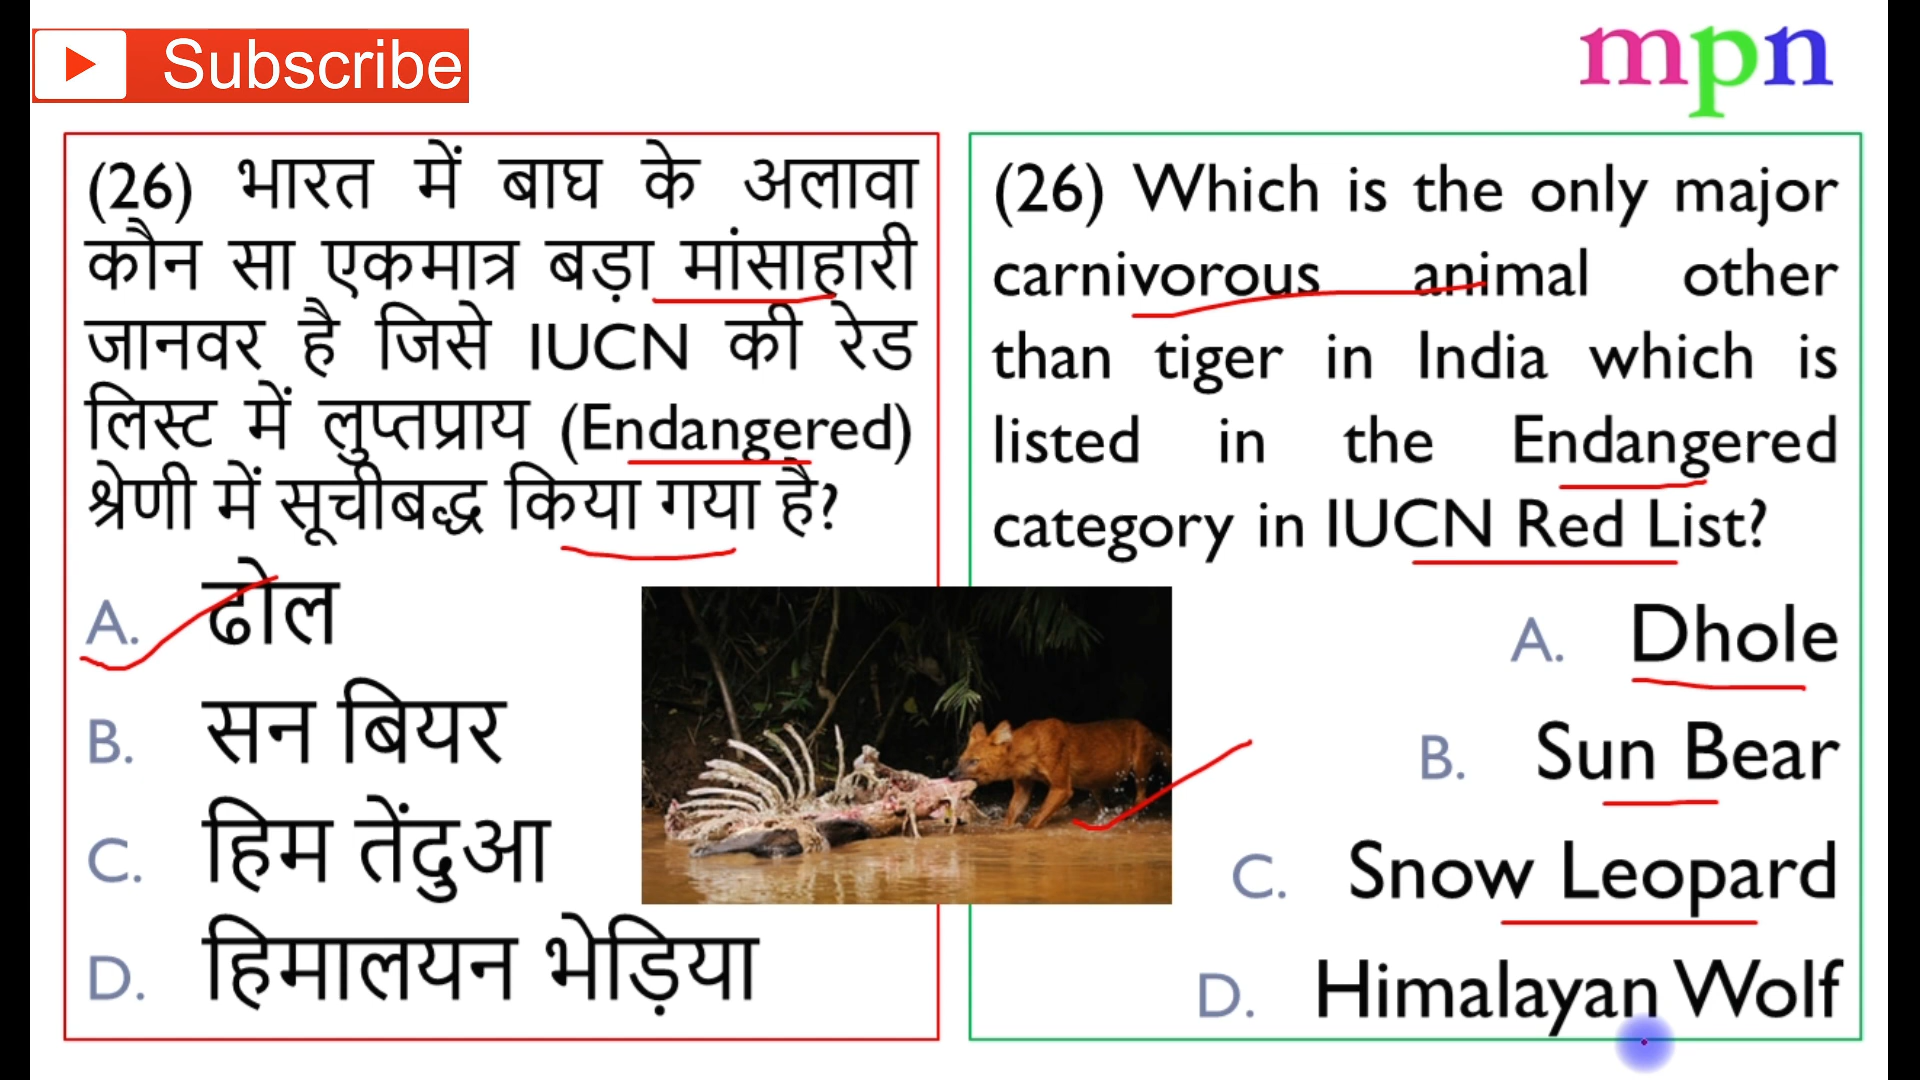 Subscribe
mpn
(26) भारत में बाघ के अलावा
कौन सा एकमात्र बड़ा मांसाहारी
जानवर है जिसे IUCN की रेड
लिस्ट में लुप्तप्राय (Endangered)
श्रेणी में सूचीबद्ध किया गया है?
A. ढोल
B. सन बियर
C. हिम तेंदुआ
D. हिमालयन भेड़िया
(26) Which is the only major
carnivorous animal other
than tiger in India which is
listed in the Endangered
category in IUCN Red List?
A. Dhole
B. Sun Bear
C. Snow Leopard
D. Himalayan Wolf